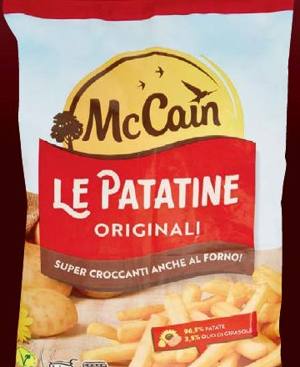 McCain
LE PATATINE
ORIGINALI
SUPER CROCCANTI ANCHE AL FORNO!
96,5% PATATE
3,5% OLIO DI GIRASOLE